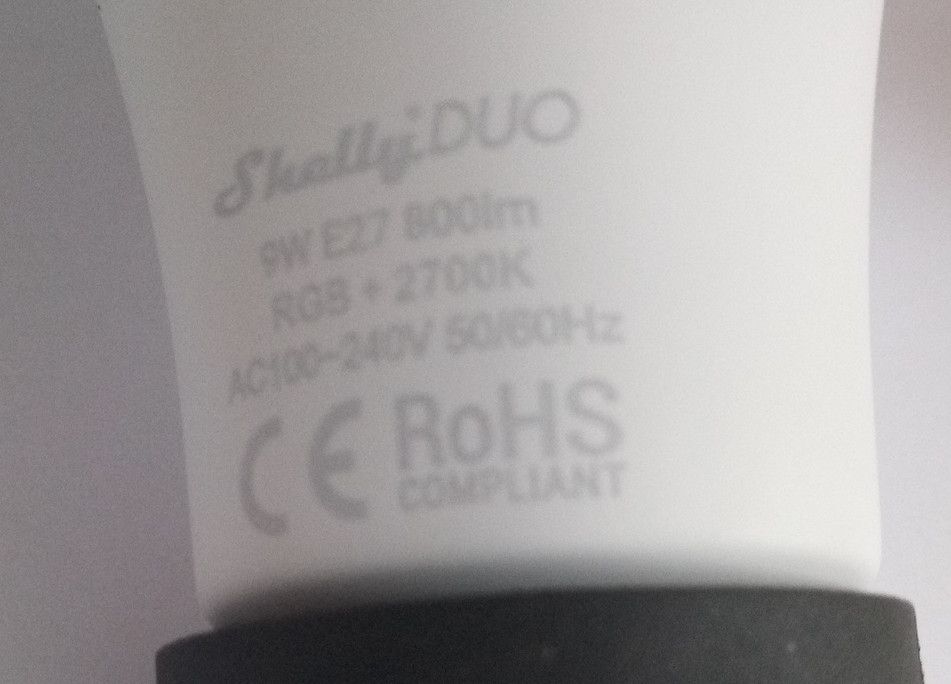 Shelly DUO
9W E27 800lm
RGB + 2700K
AC100-240V 50/60Hz
CE RoHS
COMPLIANT